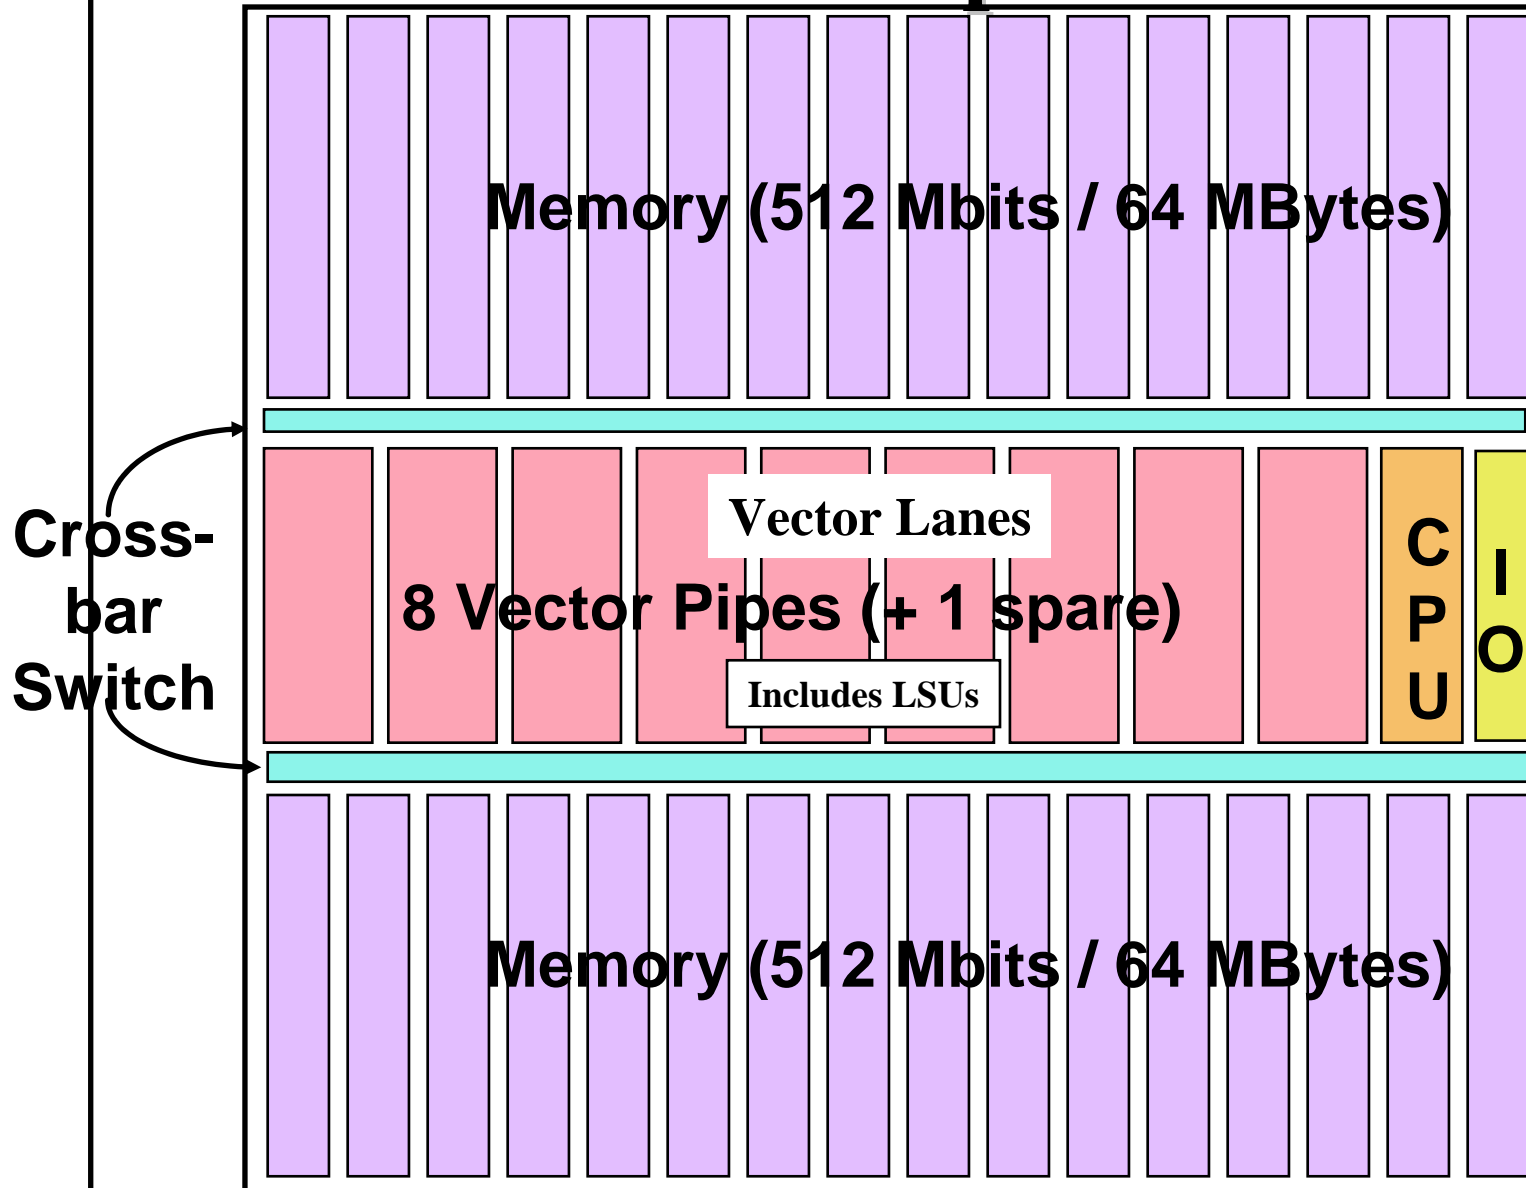 Memory (512 Mbits / 64 MBytes)
Vector Lanes
Cross-
bar
Switch
8 Vector Pipes (+ 1 spare)
Includes LSUs
C
P
U
I
O
Memory (512 Mbits / 64 MBytes)